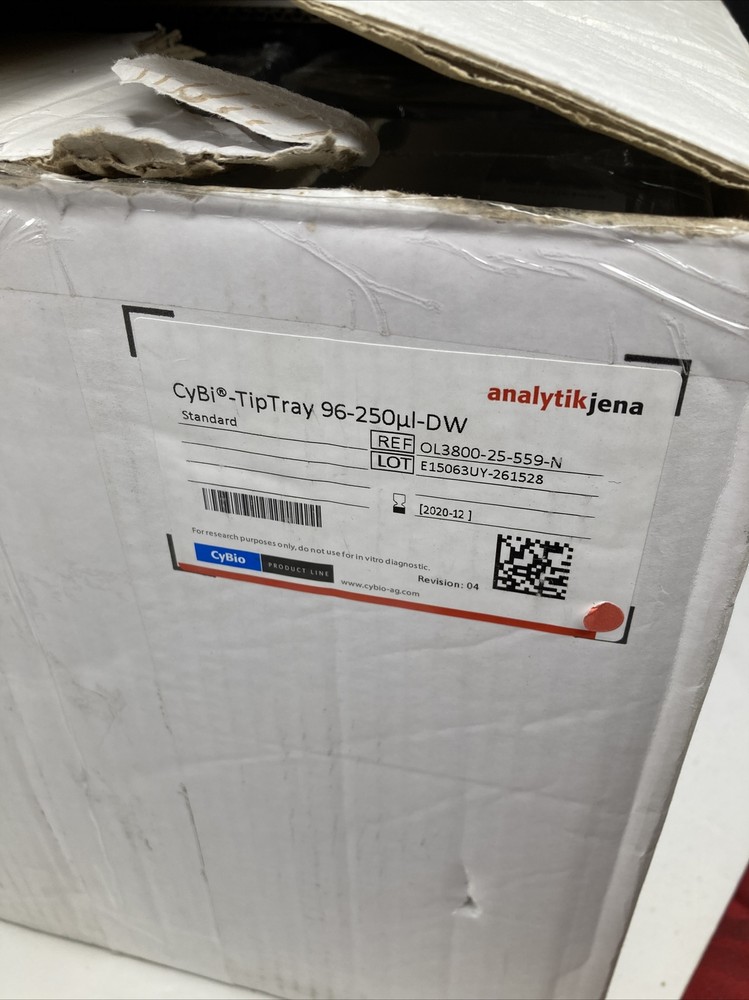 analytikjena
CyBi®-TipTray 96-250µl-DW
Standard
REF OL3800-25-559-N
LOT E15063UY-261528
[2020-12 ]
For research purposes only, do not use for in vitro diagnostic.
CyBio PRODUCT LINE
www.cybio-ag.com
Revision: 04